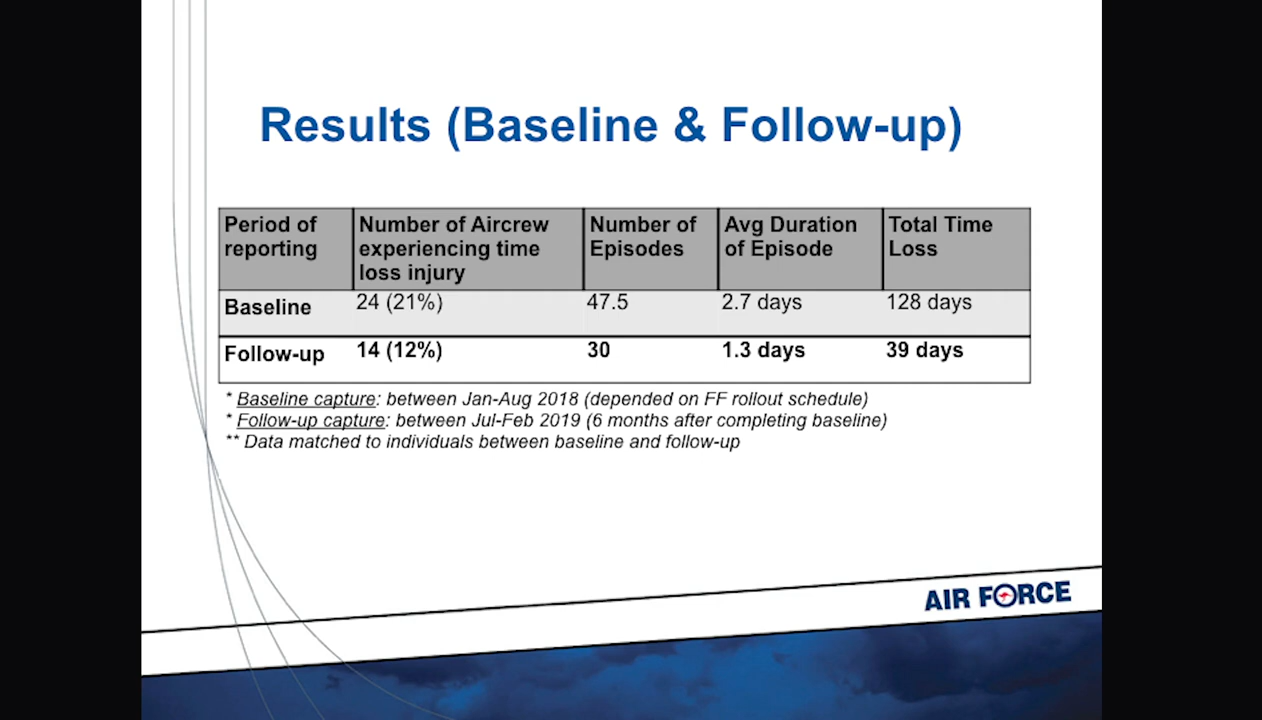 Results (Baseline & Follow-up)
Period of reporting
Number of Aircrew experiencing time loss injury
Number of Episodes
Avg Duration of Episode
Total Time Loss
Baseline 24 (21%) 47.5 2.7 days 128 days
Follow-up 14 (12%) 30 1.3 days 39 days
* Baseline capture: between Jan-Aug 2018 (depended on FF rollout schedule)
* Follow-up capture: between Jul-Feb 2019 (6 months after completing baseline)
** Data matched to individuals between baseline and follow-up
AIR FORCE